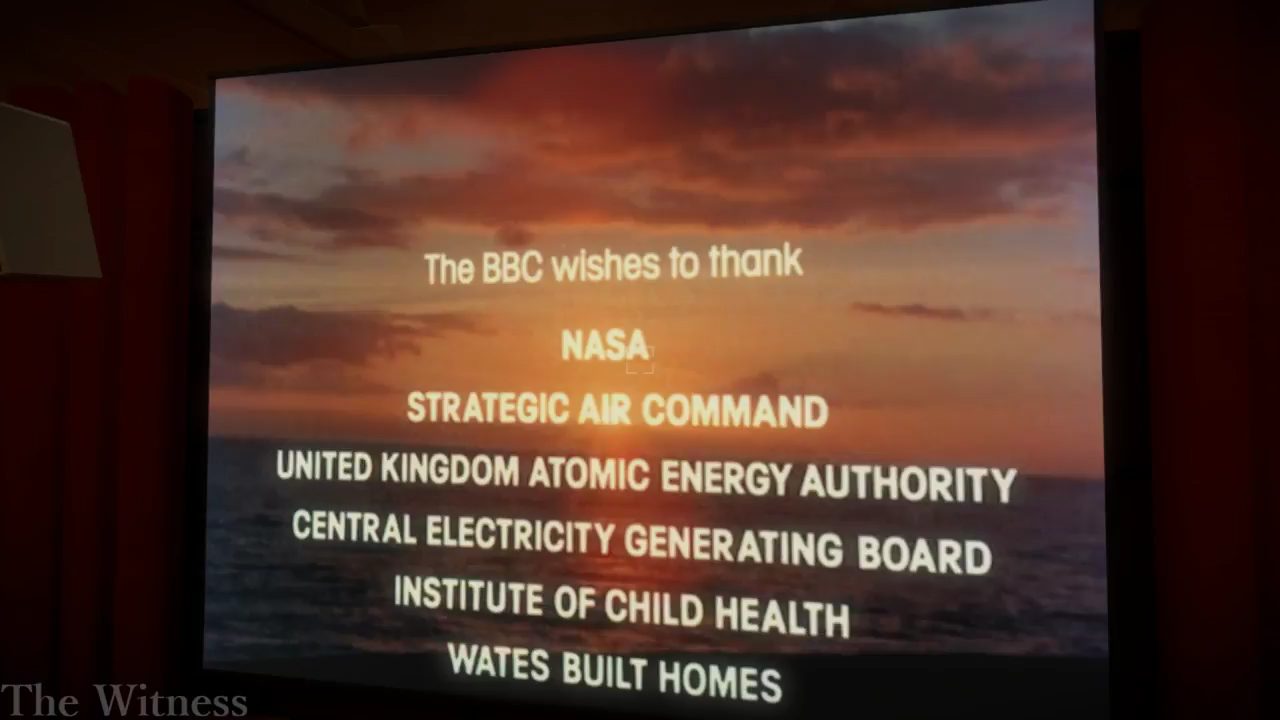 The BBC wishes to thank
NASA
STRATEGIC AIR COMMAND
UNITED KINGDOM ATOMIC ENERGY AUTHORITY
CENTRAL ELECTRICITY GENERATING BOARD
INSTITUTE OF CHILD HEALTH
WATES BUILT HOMES
The Witness